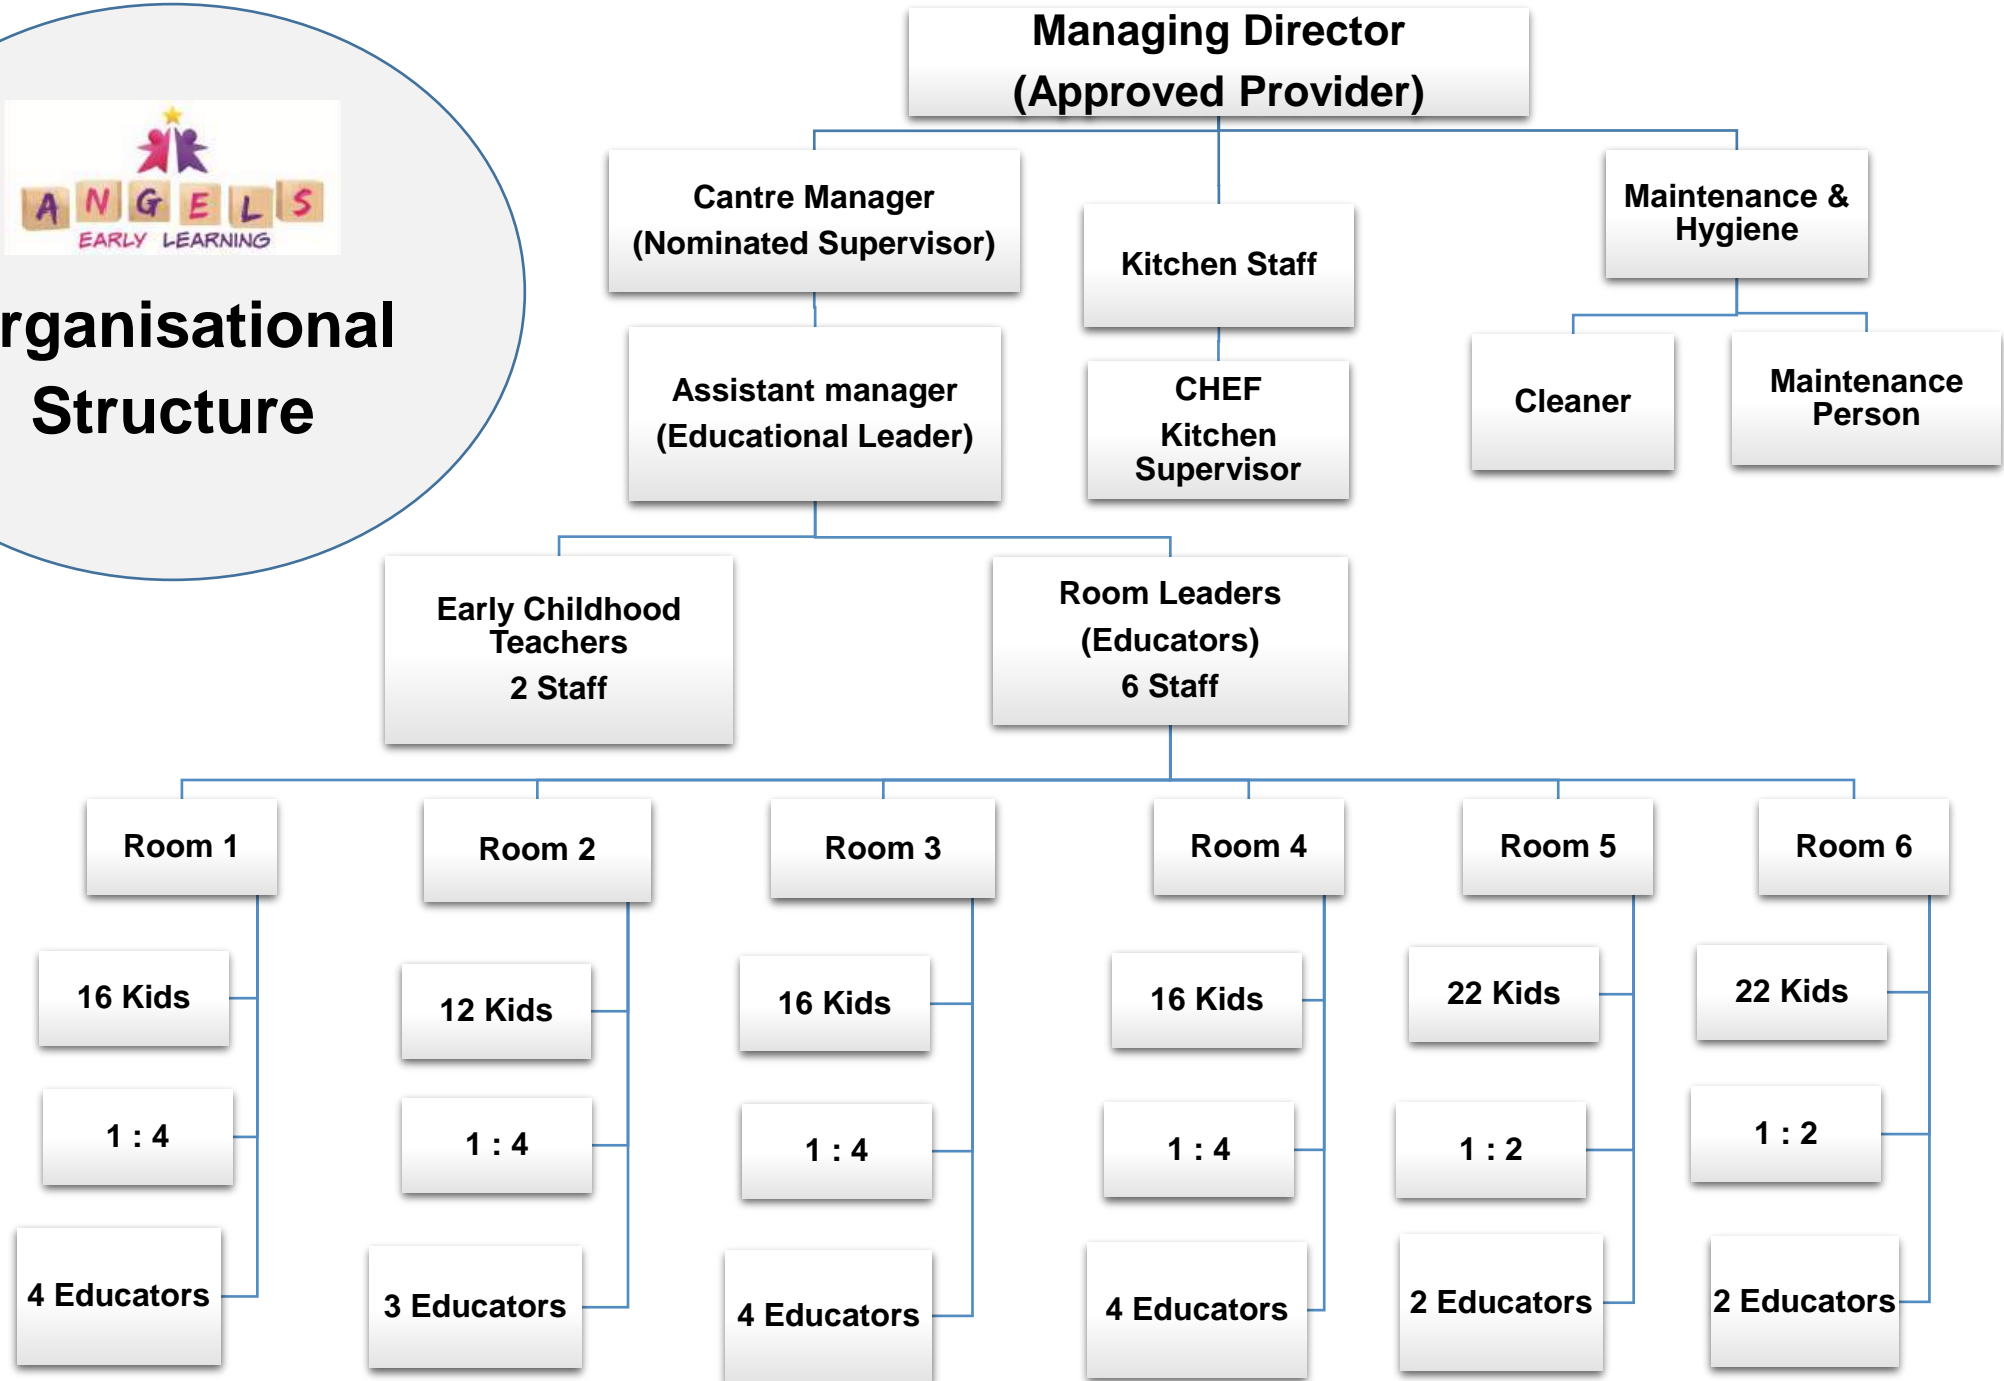 Managing Director
(Approved Provider)
ANGELS
EARLY LEARNING
rganisational
Structure
Cantre Manager
(Nominated Supervisor)
Kitchen Staff
Maintenance &
Hygiene
Assistant manager
(Educational Leader)
CHEF
Kitchen
Supervisor
Cleaner
Maintenance
Person
Early Childhood
Teachers
2 Staff
Room Leaders
(Educators)
6 Staff
Room 1
Room 2
Room 3
Room 4
Room 5
Room 6
16 Kids
12 Kids
16 Kids
16 Kids
22 Kids
22 Kids
1 : 4
1 : 4
1 : 4
1 : 4
1 : 2
1 : 2
4 Educators
3 Educators
4 Educators
4 Educators
2 Educators
2 Educators